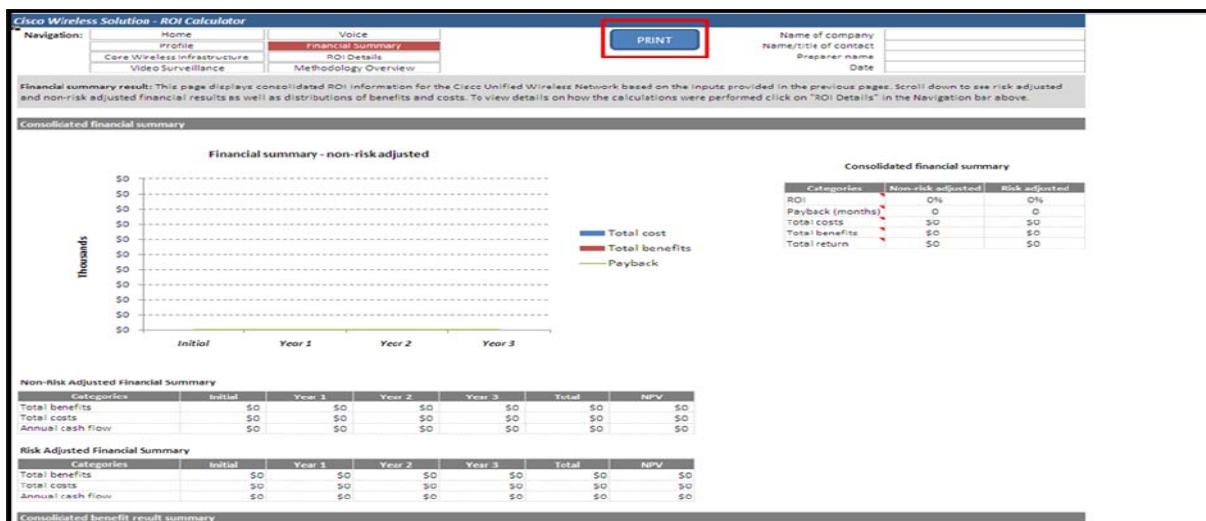 Cisco Wireless Solution - ROI Calculator
Navigation: Home Voice
Profile Financial Summary
Core Wireless Infrastructure ROI Details
Video Surveillance Methodology Overview
PRINT
Name of company
Name/title of contact
Preparer name
Date
Financial summary result: This page displays consolidated ROI Information for the Cisco Unified Wireless Network based on the Inputs provided in the previous pages. Scroll down to see risk adjusted
and non-risk adjusted financial results as well as distributions of benefits and costs. To view details on how the calculations were performed click on "ROI Details" in the Navigation bar above.
Consolidated financial summary
Financial summary - non-risk adjusted
$0
$0
$0
$0
$0
$0
$0
$0
$0
$0
$0
Thousands
Initial Year 1 Year 2 Year 3
Total cost
Total benefits
Payback
Consolidated financial summary
Categories Non-risk adjusted Risk adjusted
ROI 0% 0%
Payback (months) 0 0
Total costs $0 $0
Total benefits $0 $0
Total return $0 $0
Non-Risk Adjusted Financial Summary
Categories Initial Year 1 Year 2 Year 3 Total NPV
Total benefits $0 $0 $0 $0 $0 $0
Total costs $0 $0 $0 $0 $0 $0
Annual cash flow $0 $0 $0 $0 $0 $0
Risk Adjusted Financial Summary
Categories Initial Year 1 Year 2 Year 3 Total NPV
Total benefits $0 $0 $0 $0 $0 $0
Total costs $0 $0 $0 $0 $0 $0
Annual cash flow $0 $0 $0 $0 $0 $0
Consolidated benefit result summary